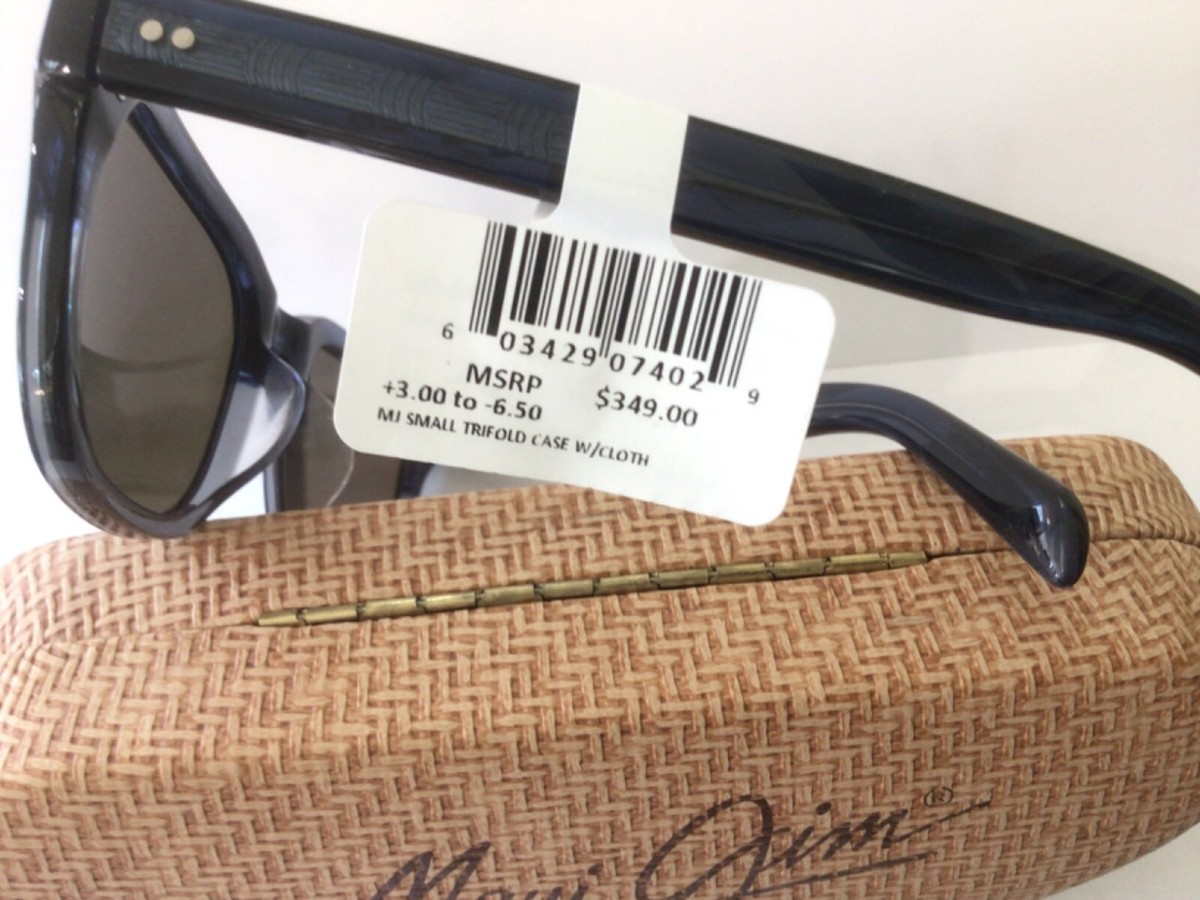 6 03429 07402 9
MSRP $349.00
+3.00 to -6.50
MJ SMALL TRIFOLD CASE W/CLOTH
Maui Jim®